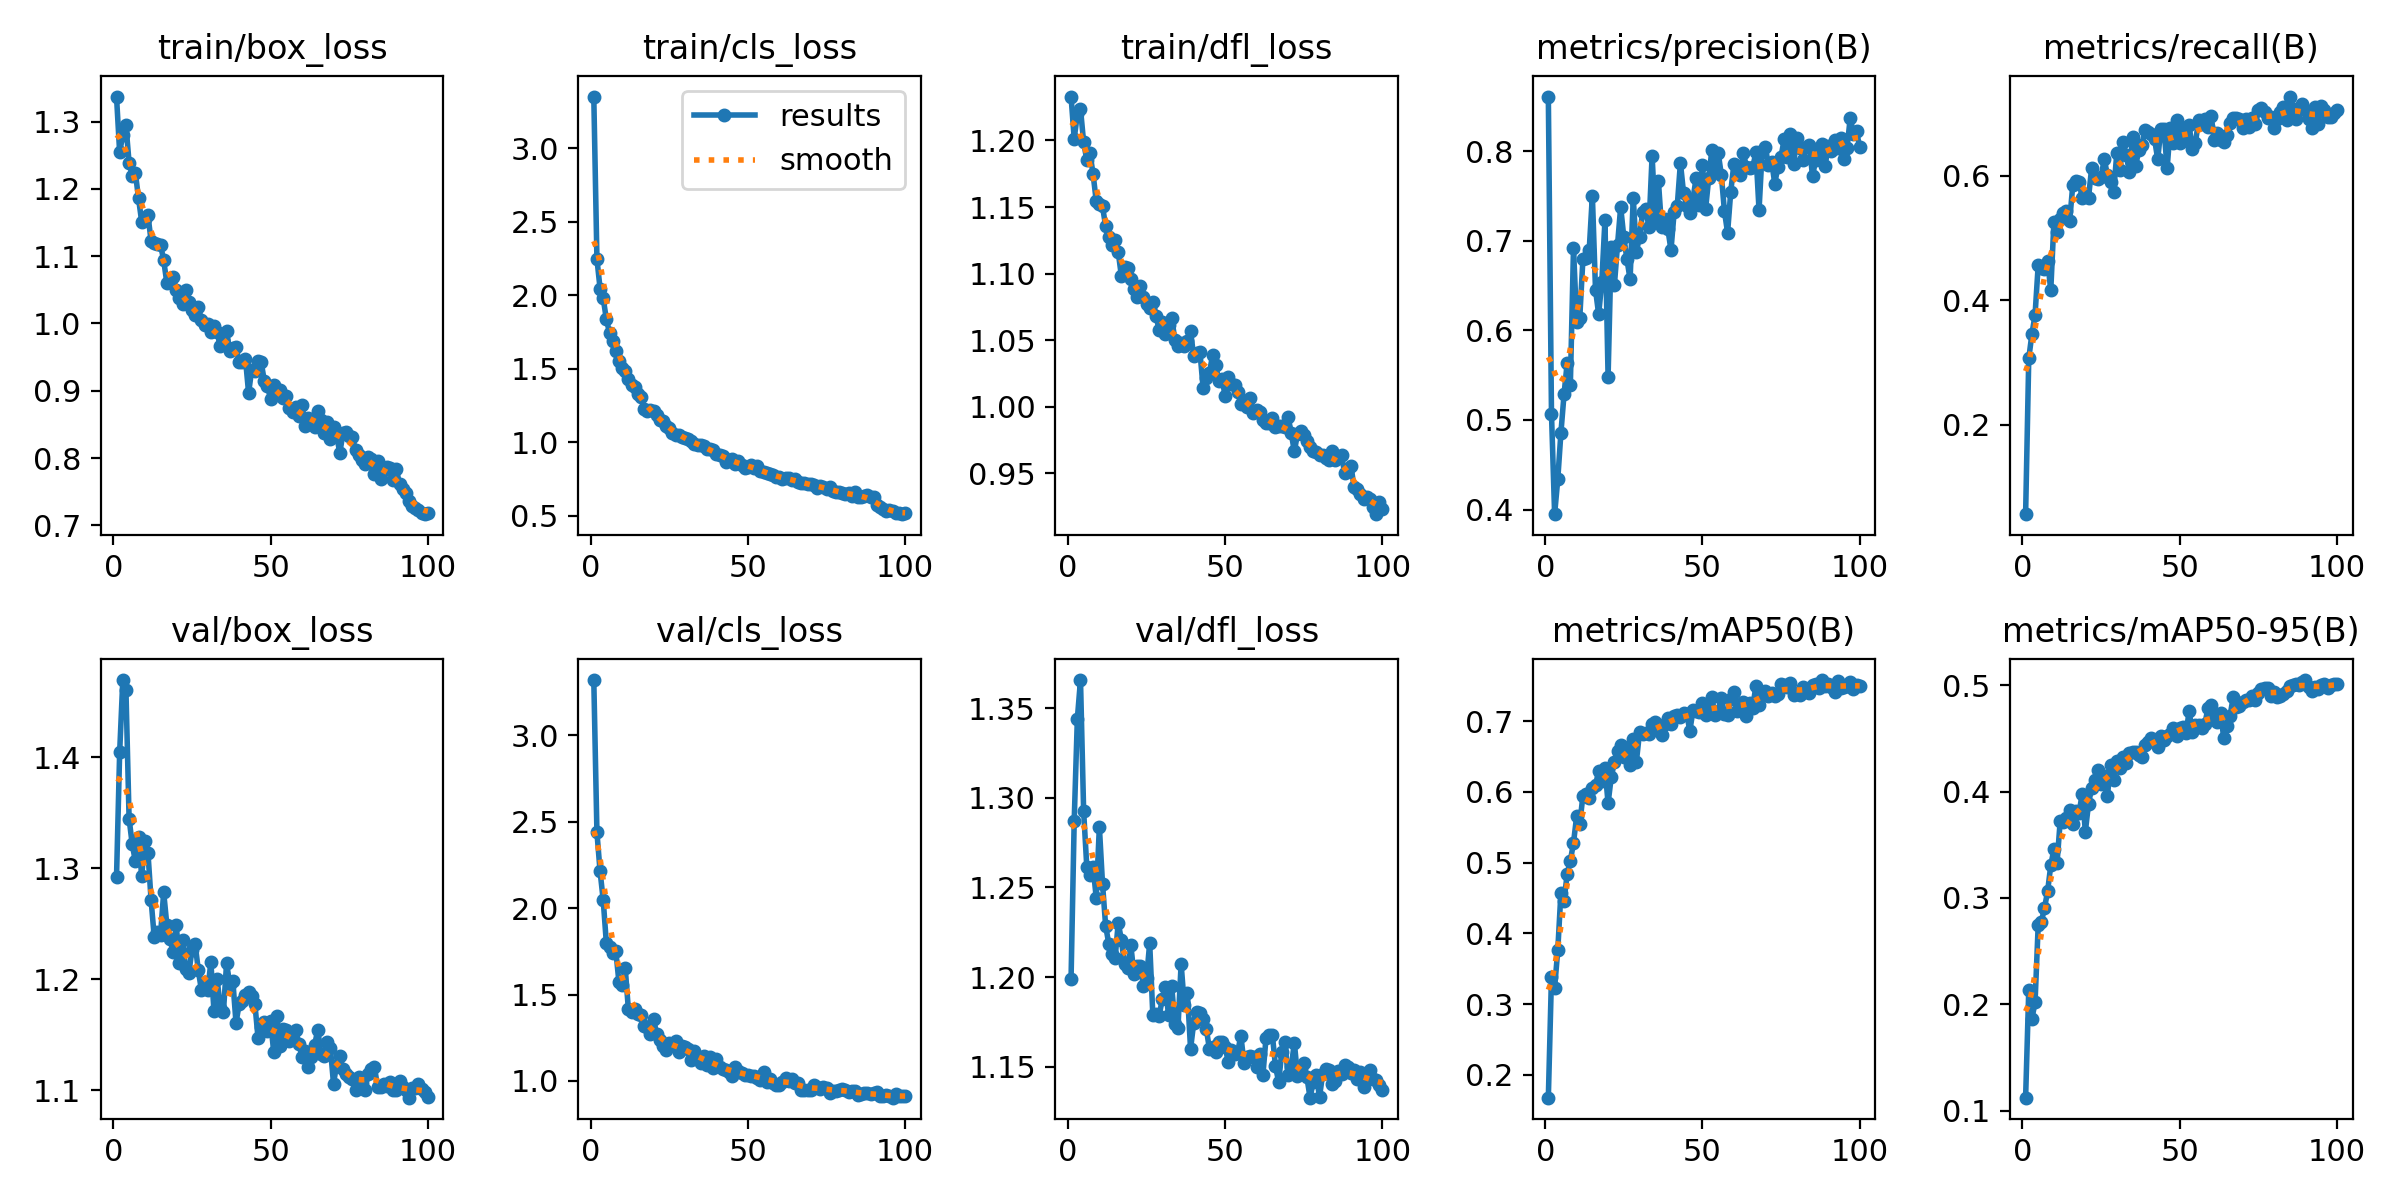 train/box_loss
1.3
1.2
1.1
1.0
0.9
0.8
0.7
0 50 100
train/cls_loss
results
smooth
3.0
2.5
2.0
1.5
1.0
0.5
0 50 100
train/dfl_loss
1.20
1.15
1.10
1.05
1.00
0.95
0 50 100
metrics/precision(B)
0.8
0.7
0.6
0.5
0.4
0 50 100
metrics/recall(B)
0.6
0.4
0.2
0 50 100
val/box_loss
1.4
1.3
1.2
1.1
0 50 100
val/cls_loss
3.0
2.5
2.0
1.5
1.0
0 50 100
val/dfl_loss
1.35
1.30
1.25
1.20
1.15
0 50 100
metrics/mAP50(B)
0.7
0.6
0.5
0.4
0.3
0.2
0 50 100
metrics/mAP50-95(B)
0.5
0.4
0.3
0.2
0.1
0 50 100